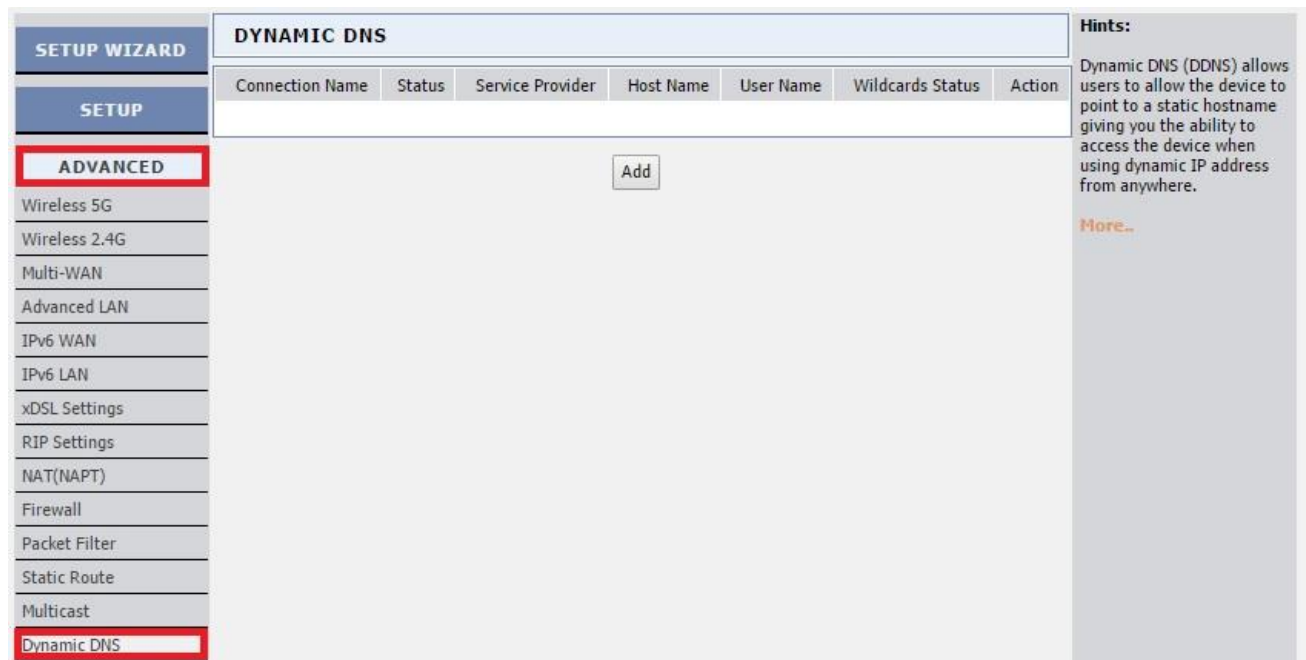 SETUP WIZARD
SETUP
ADVANCED
Wireless 5G
Wireless 2.4G
Multi-WAN
Advanced LAN
IPv6 WAN
IPv6 LAN
xDSL Settings
RIP Settings
NAT(NAPT)
Firewall
Packet Filter
Static Route
Multicast
Dynamic DNS
DYNAMIC DNS
Connection Name Status Service Provider Host Name User Name Wildcards Status Action
Add
Hints:
Dynamic DNS (DDNS) allows
users to allow the device to
point to a static hostname
giving you the ability to
access the device when
using dynamic IP address
from anywhere.
More..